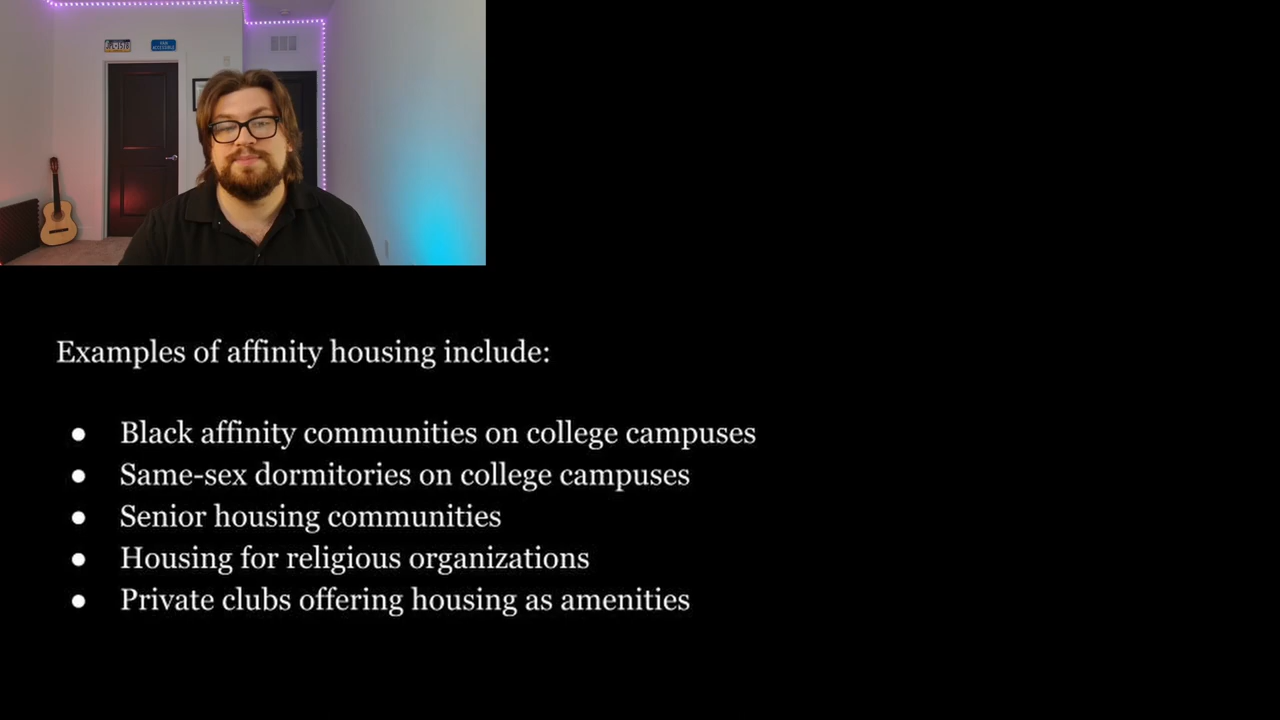 Examples of affinity housing include:
● Black affinity communities on college campuses
● Same-sex dormitories on college campuses
● Senior housing communities
● Housing for religious organizations
● Private clubs offering housing as amenities